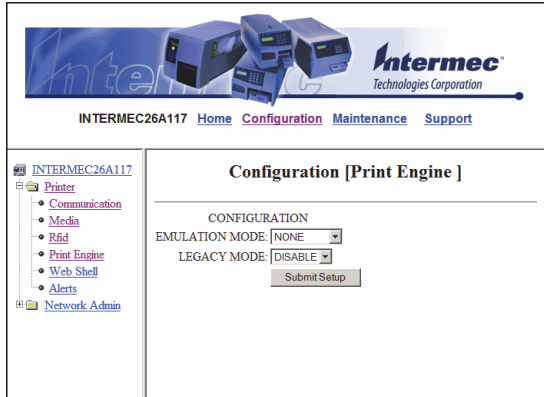 Inte
Intermec®
Technologies Corporation
INTERMEC26A117 Home Configuration Maintenance Support
INTERMEC26A117
Printer
Communication
Media
Rfid
Print Engine
Web Shell
Alerts
Network Admin
Configuration [Print Engine ]
CONFIGURATION
EMULATION MODE: NONE
LEGACY MODE: DISABLE
Submit Setup